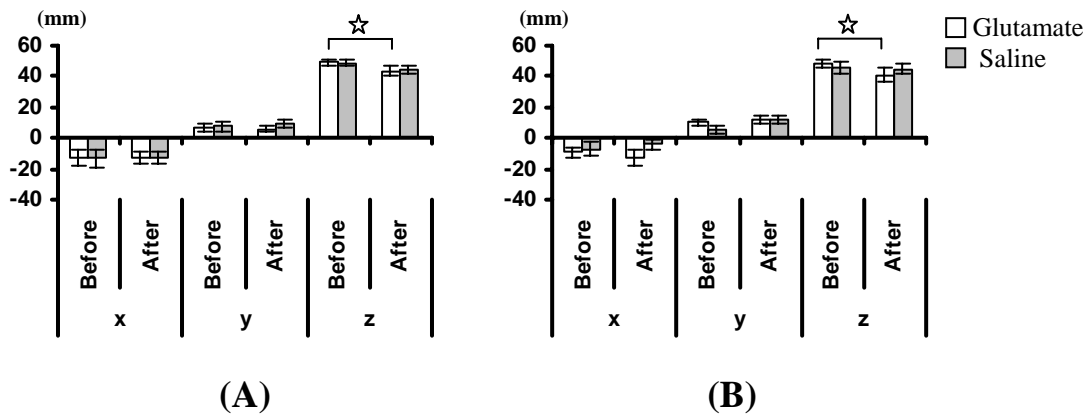 (mm)
60
40
20
0
-20
-40
Before
After
Before
After
Before
After
x
y
z
(A)
(mm)
60
40
20
0
-20
-40
Before
After
Before
After
Before
After
x
y
z
(B)
Glutamate
Saline